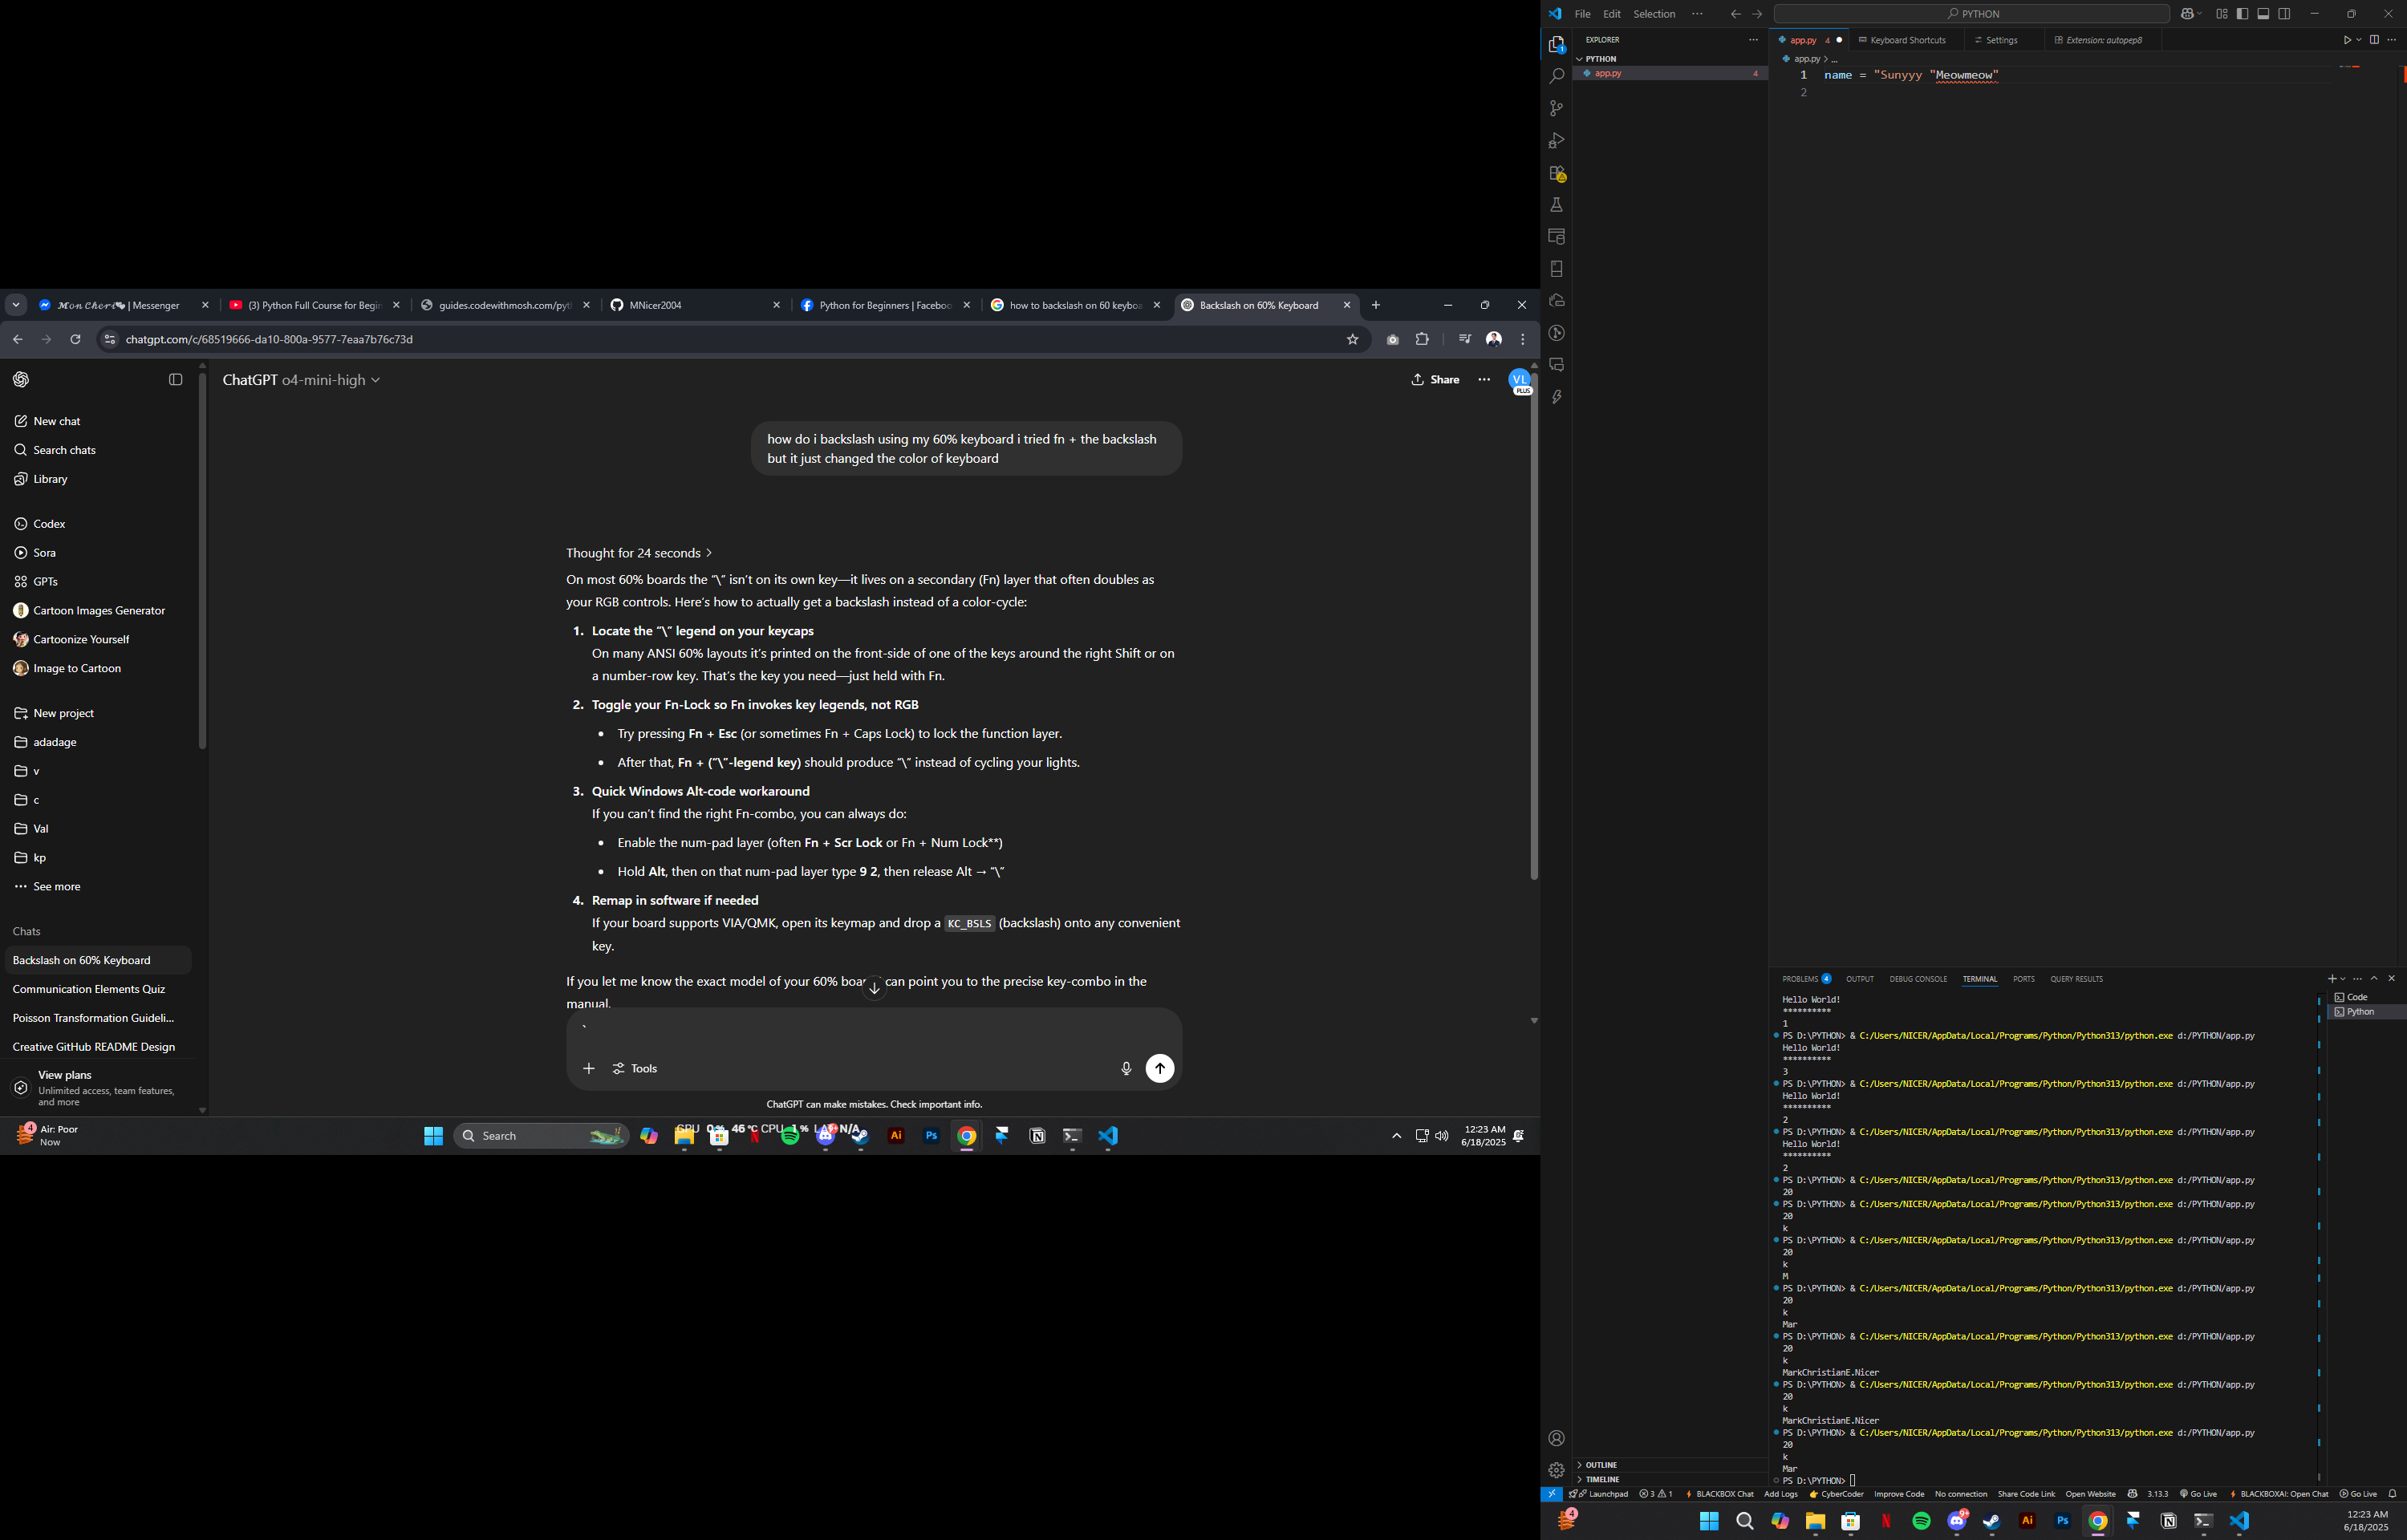 𝓜𝓸𝓷 𝓒𝓱𝓮𝓻𝓲 | Messenger
(3) Python Full Course for Begin
guides.codewithmosh.com/pyt
MNicer2004
Python for Beginners | Faceboo
how to backslash on 60 keyboa
Backslash on 60% Keyboard
chatgpt.com/c/68519666-da10-800a-9577-7eaa7b76c73d
ChatGPT o4-mini-high
Share
VL
PLUS
New chat
Search chats
Library
Codex
Sora
GPTs
Cartoon Images Generator
Cartoonize Yourself
Image to Cartoon
New project
adadage
v
c
Val
kp
See more
Chats
Backslash on 60% Keyboard
Communication Elements Quiz
Poisson Transformation Guideli...
Creative GitHub README Design
View plans
Unlimited access, team features,
and more
how do i backslash using my 60% keyboard i tried fn + the backslash
but it just changed the color of keyboard
Thought for 24 seconds
On most 60% boards the “\” isn’t on its own key—it lives on a secondary (Fn) layer that often doubles as
your RGB controls. Here’s how to actually get a backslash instead of a color-cycle:
1. Locate the “\” legend on your keycaps
On many ANSI 60% layouts it’s printed on the front-side of one of the keys around the right Shift or on
a number-row key. That’s the key you need—just held with Fn.
2. Toggle your Fn-Lock so Fn invokes key legends, not RGB
• Try pressing Fn + Esc (or sometimes Fn + Caps Lock) to lock the function layer.
• After that, Fn + (“\”-legend key) should produce “\” instead of cycling your lights.
3. Quick Windows Alt-code workaround
If you can’t find the right Fn-combo, you can always do:
• Enable the num-pad layer (often Fn + Scr Lock or Fn + Num Lock**)
• Hold Alt, then on that num-pad layer type 9 2, then release Alt → “\”
4. Remap in software if needed
If your board supports VIA/QMK, open its keymap and drop a KC_BSLS (backslash) onto any convenient
key.
If you let me know the exact model of your 60% boar can point you to the precise key-combo in the
manual.
`
Tools
ChatGPT can make mistakes. Check important info.
4
Air: Poor
Now
Search
GPU 0 % 46 °C CPU 1 % LAT N/A
9+
Ai
Ps
12:23 AM
6/18/2025
File Edit Selection ...
PYTHON
EXPLORER
PYTHON
app.py 4
app.py 4
Keyboard Shortcuts
Settings
Extension: autopep8
app.py > ...
1 name = "Sunyyy "Meowmeow"
2
PROBLEMS 4 OUTPUT DEBUG CONSOLE TERMINAL PORTS QUERY RESULTS
Code
Python
Hello World!
**********
1
PS D:\PYTHON> & C:/Users/NICER/AppData/Local/Programs/Python/Python313/python.exe d:/PYTHON/app.py
Hello World!
**********
3
PS D:\PYTHON> & C:/Users/NICER/AppData/Local/Programs/Python/Python313/python.exe d:/PYTHON/app.py
Hello World!
**********
2
PS D:\PYTHON> & C:/Users/NICER/AppData/Local/Programs/Python/Python313/python.exe d:/PYTHON/app.py
Hello World!
**********
2
PS D:\PYTHON> & C:/Users/NICER/AppData/Local/Programs/Python/Python313/python.exe d:/PYTHON/app.py
20
PS D:\PYTHON> & C:/Users/NICER/AppData/Local/Programs/Python/Python313/python.exe d:/PYTHON/app.py
20
k
PS D:\PYTHON> & C:/Users/NICER/AppData/Local/Programs/Python/Python313/python.exe d:/PYTHON/app.py
20
k
M
PS D:\PYTHON> & C:/Users/NICER/AppData/Local/Programs/Python/Python313/python.exe d:/PYTHON/app.py
20
k
Mar
PS D:\PYTHON> & C:/Users/NICER/AppData/Local/Programs/Python/Python313/python.exe d:/PYTHON/app.py
20
k
MarkChristianE.Nicer
PS D:\PYTHON> & C:/Users/NICER/AppData/Local/Programs/Python/Python313/python.exe d:/PYTHON/app.py
20
k
MarkChristianE.Nicer
PS D:\PYTHON> & C:/Users/NICER/AppData/Local/Programs/Python/Python313/python.exe d:/PYTHON/app.py
20
k
Mar
PS D:\PYTHON>
OUTLINE
TIMELINE
Launchpad 3 1 BLACKBOX Chat Add Logs CyberCoder Improve Code No connection Share Code Link Open Website 3.13.3 Go Live BLACKBOXAI: Open Chat Go Live
4
9+
Ai
Ps
12:23 AM
6/18/2025